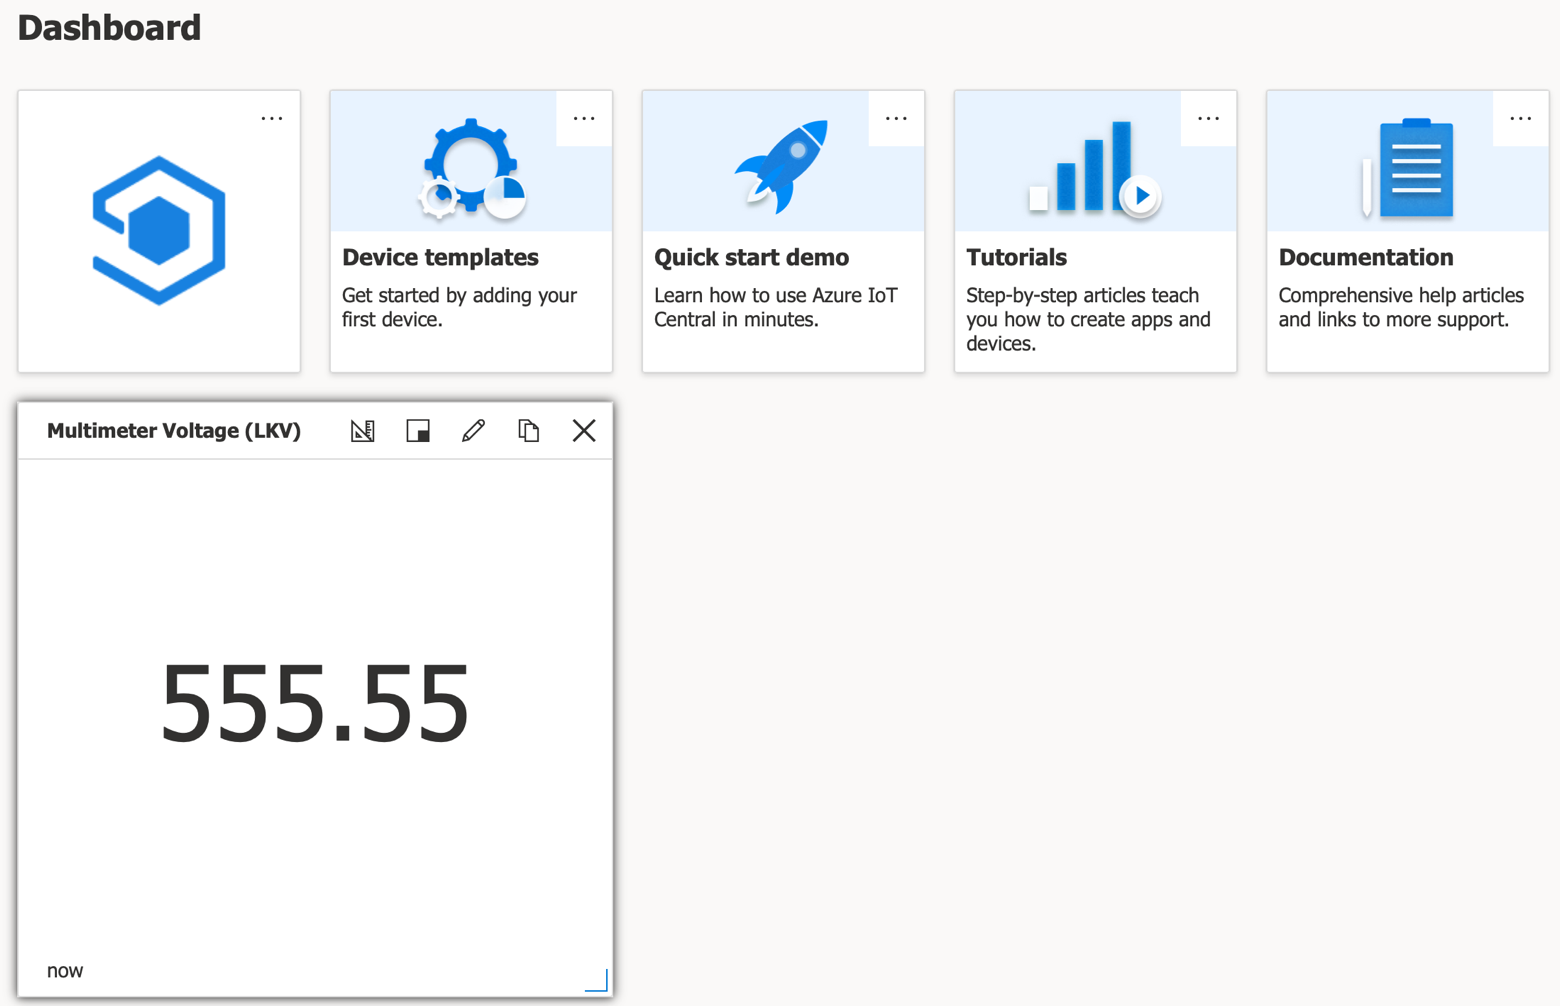 Dashboard
Device templates
Get started by adding your
first device.
Quick start demo
Learn how to use Azure IoT
Central in minutes.
Tutorials
Step-by-step articles teach
you how to create apps and
devices.
Documentation
Comprehensive help articles
and links to more support.
Multimeter Voltage (LKV)
555.55
now